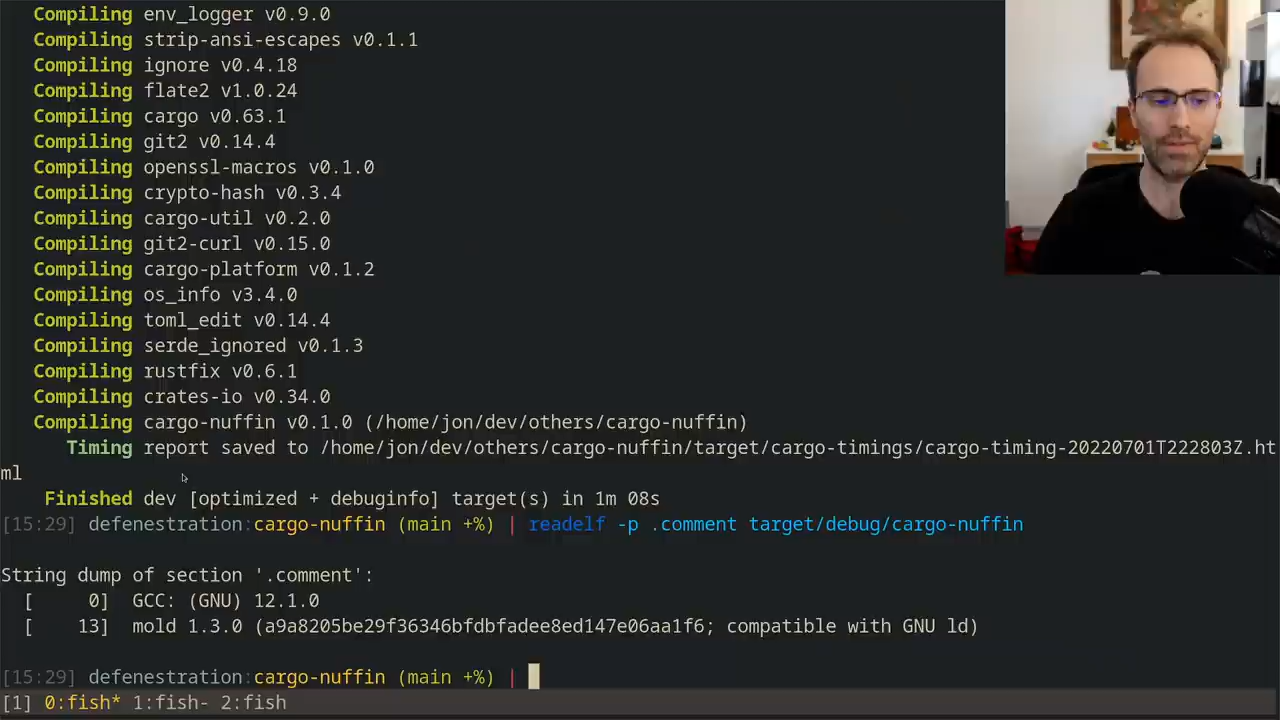 Compiling env_logger v0.9.0
Compiling strip-ansi-escapes v0.1.1
Compiling ignore v0.4.18
Compiling flate2 v1.0.24
Compiling cargo v0.63.1
Compiling git2 v0.14.4
Compiling openssl-macros v0.1.0
Compiling crypto-hash v0.3.4
Compiling cargo-util v0.2.0
Compiling git2-curl v0.15.0
Compiling cargo-platform v0.1.2
Compiling os_info v3.4.0
Compiling toml_edit v0.14.4
Compiling serde_ignored v0.1.3
Compiling rustfix v0.6.1
Compiling crates-io v0.34.0
Compiling cargo-nuffin v0.1.0 (/home/jon/dev/others/cargo-nuffin)
Timing report saved to /home/jon/dev/others/cargo-nuffin/target/cargo-timings/cargo-timing-20220701T222803Z.ht
ml
Finished dev [optimized + debuginfo] target(s) in 1m 08s
[15:29] defenestration:cargo-nuffin (main +%) | readelf -p .comment target/debug/cargo-nuffin
String dump of section '.comment':
[     0]  GCC: (GNU) 12.1.0
[    13]  mold 1.3.0 (a9a8205be29f36346bfdbfadee8ed147e06aa1f6; compatible with GNU ld)
[15:29] defenestration:cargo-nuffin (main +%) |
[1] 0:fish* 1:fish- 2:fish